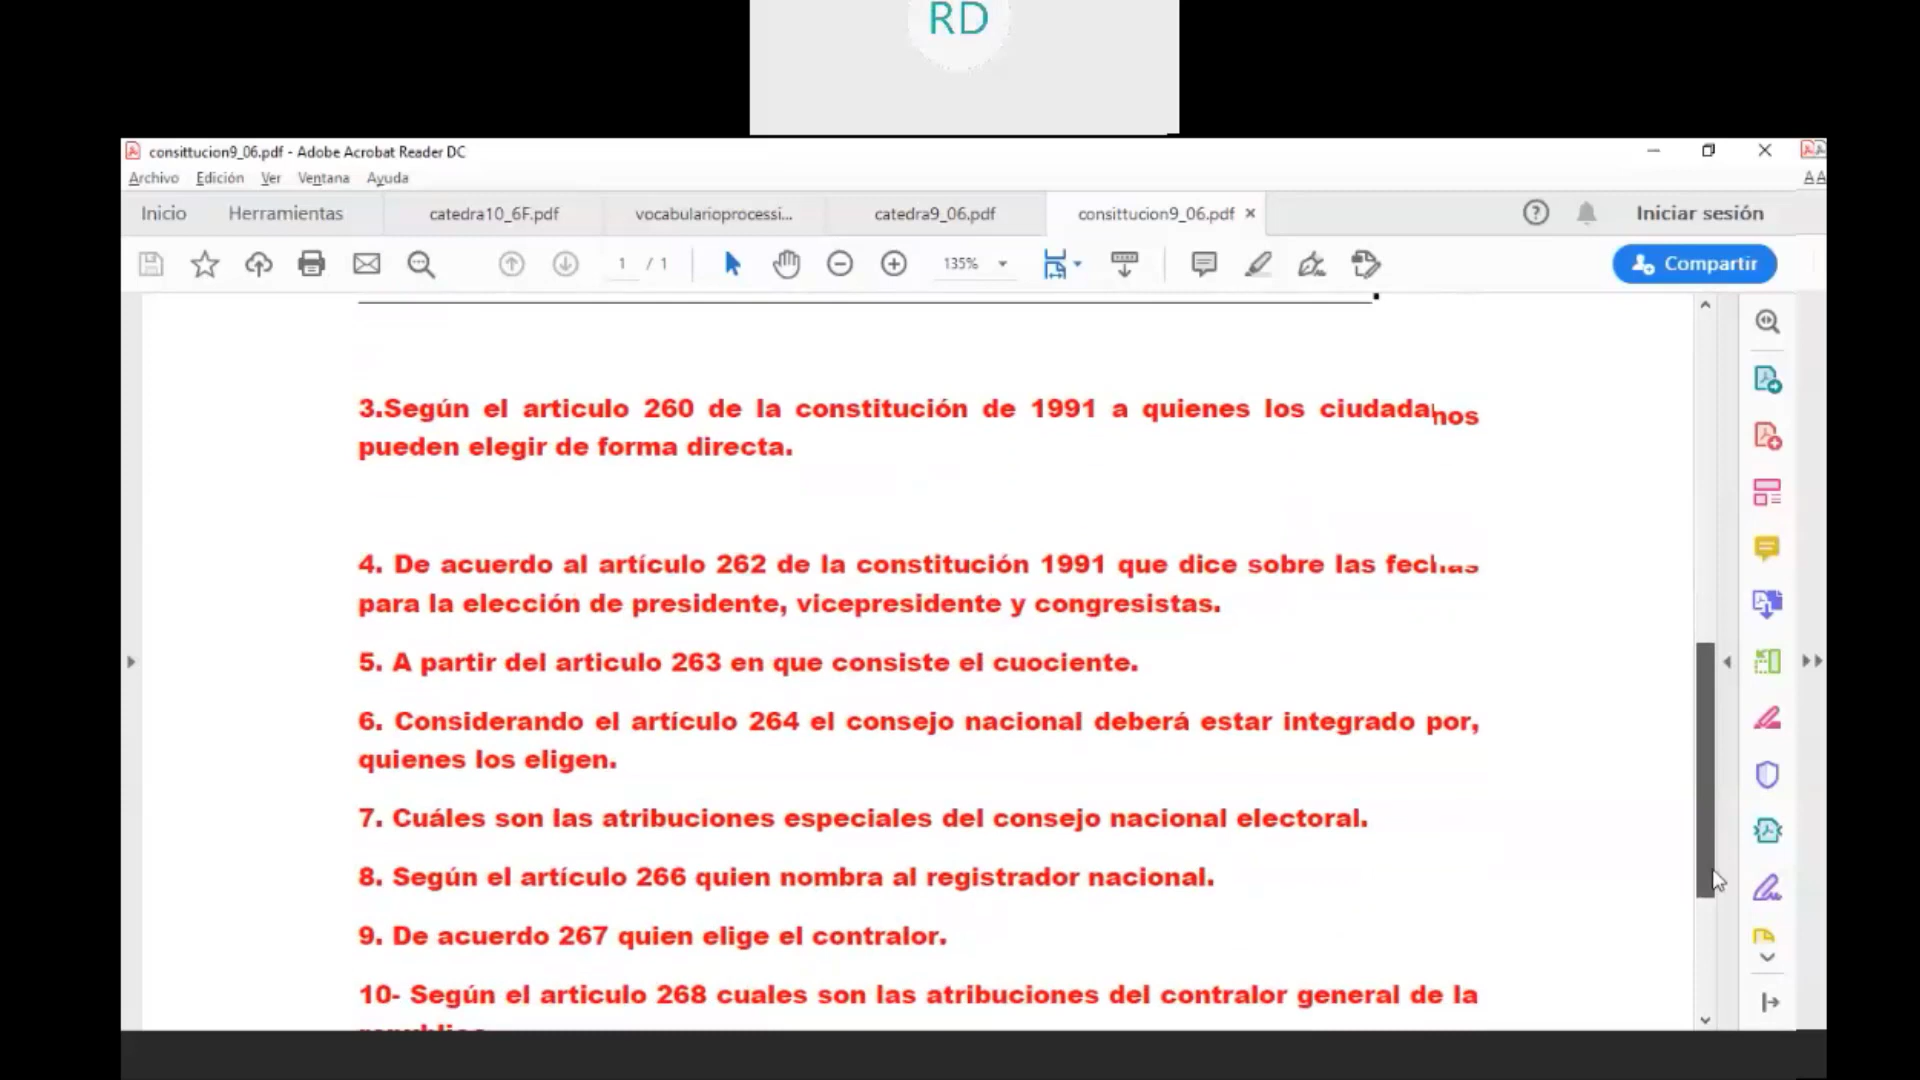 RD
consittucion9_06.pdf - Adobe Acrobat Reader DC
Archivo Edición Ver Ventana Ayuda
Inicio Herramientas catedra10_6F.pdf vocabularioprocessi... catedra9_06.pdf consittucion9_06.pdf × Iniciar sesión
1 / 1 135% Compartir
3.Según el articulo 260 de la constitución de 1991 a quienes los ciudadanos
pueden elegir de forma directa.
4. De acuerdo al artículo 262 de la constitución 1991 que dice sobre las fechas
para la elección de presidente, vicepresidente y congresistas.
5. A partir del articulo 263 en que consiste el cuociente.
6. Considerando el artículo 264 el consejo nacional deberá estar integrado por,
quienes los eligen.
7. Cuáles son las atribuciones especiales del consejo nacional electoral.
8. Según el artículo 266 quien nombra al registrador nacional.
9. De acuerdo 267 quien elige el contralor.
10- Según el articulo 268 cuales son las atribuciones del contralor general de la